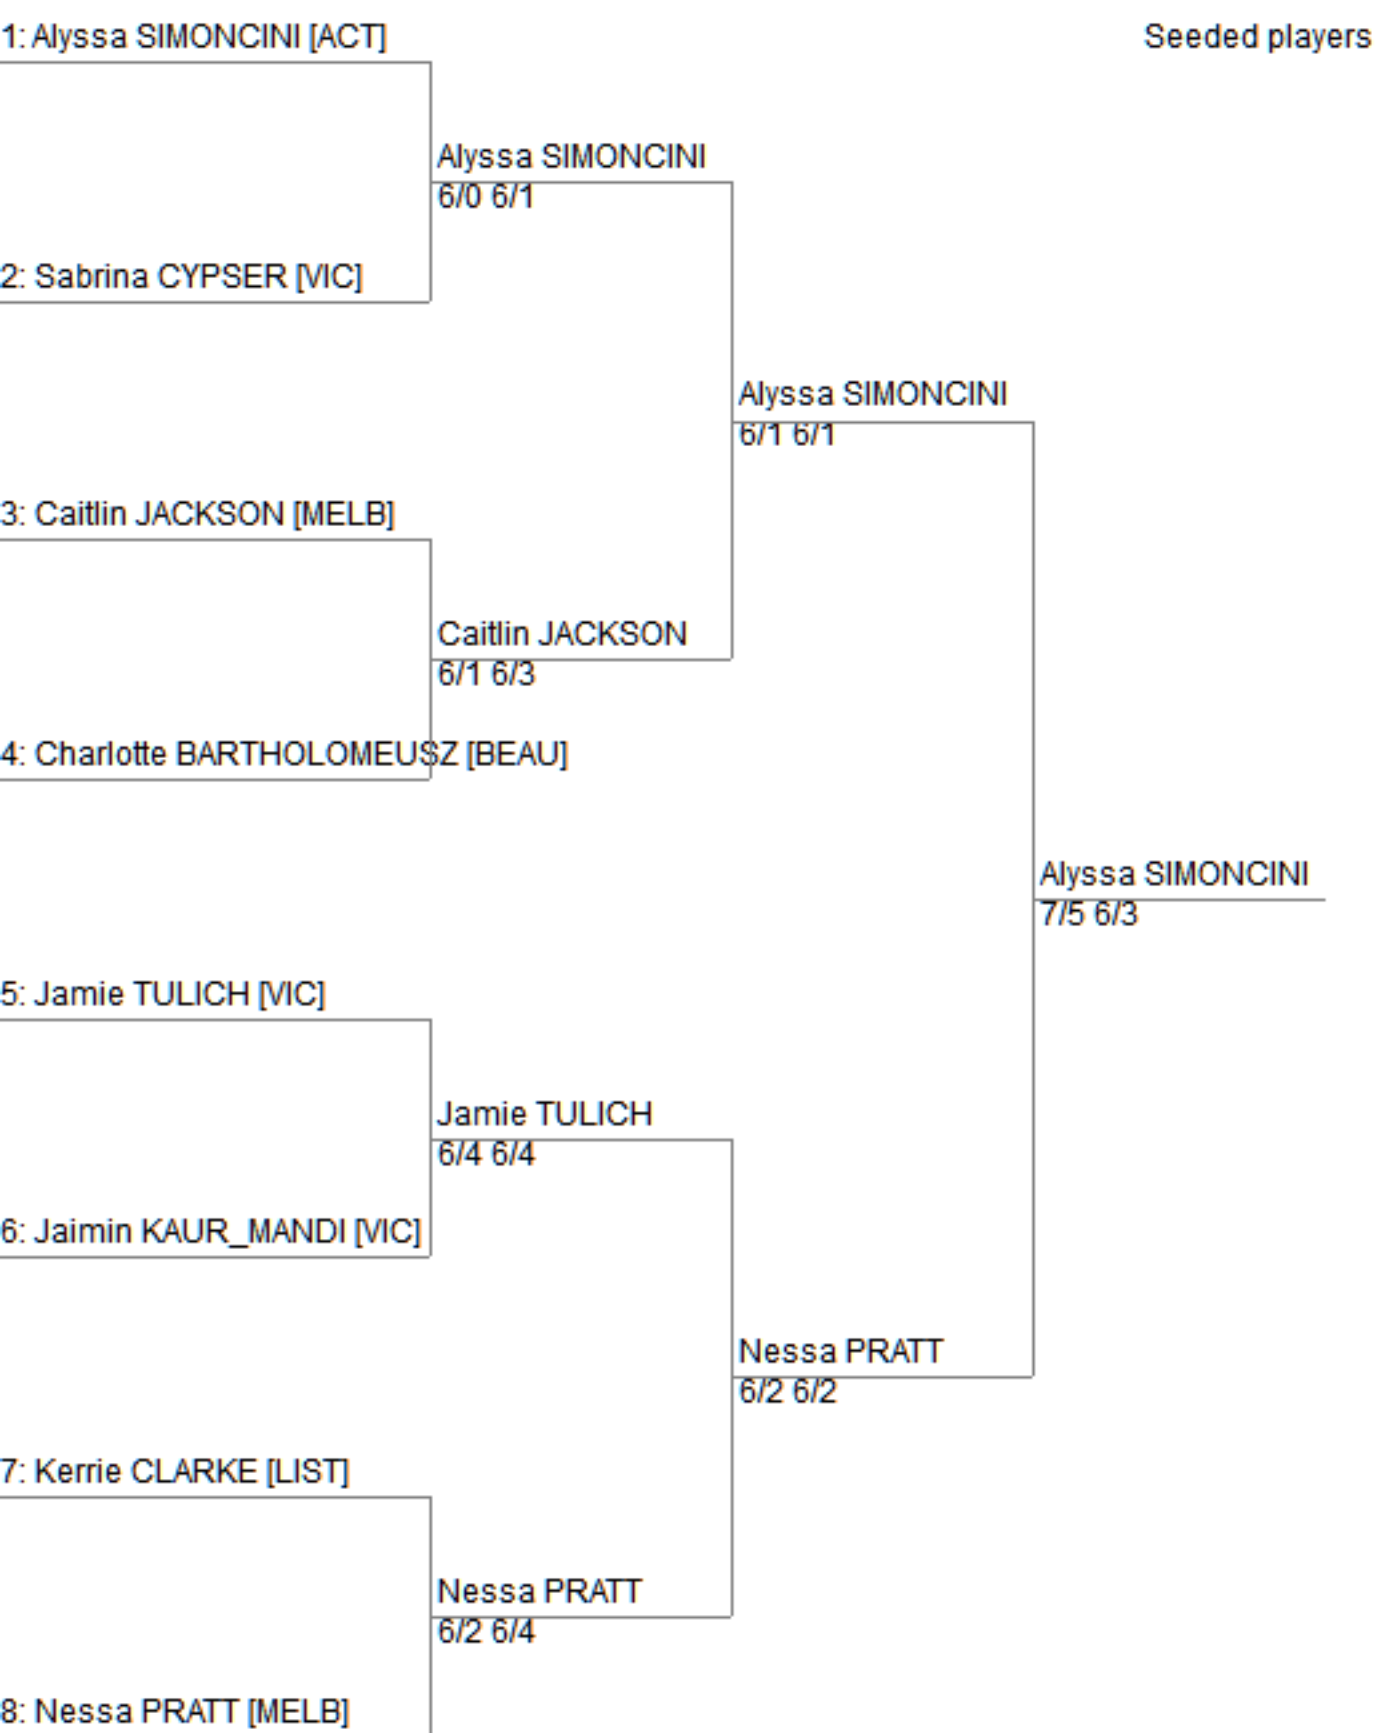 1: Alyssa SIMONCINI [ACT]
Seeded players
Alyssa SIMONCINI
6/0 6/1
2: Sabrina CYPSER [VIC]
Alyssa SIMONCINI
6/1 6/1
3: Caitlin JACKSON [MELB]
Caitlin JACKSON
6/1 6/3
4: Charlotte BARTHOLOMEUSZ [BEAU]
Alyssa SIMONCINI
7/5 6/3
5: Jamie TULICH [VIC]
Jamie TULICH
6/4 6/4
6: Jaimin KAUR_MANDI [VIC]
Nessa PRATT
6/2 6/2
7: Kerrie CLARKE [LIST]
Nessa PRATT
6/2 6/4
8: Nessa PRATT [MELB]